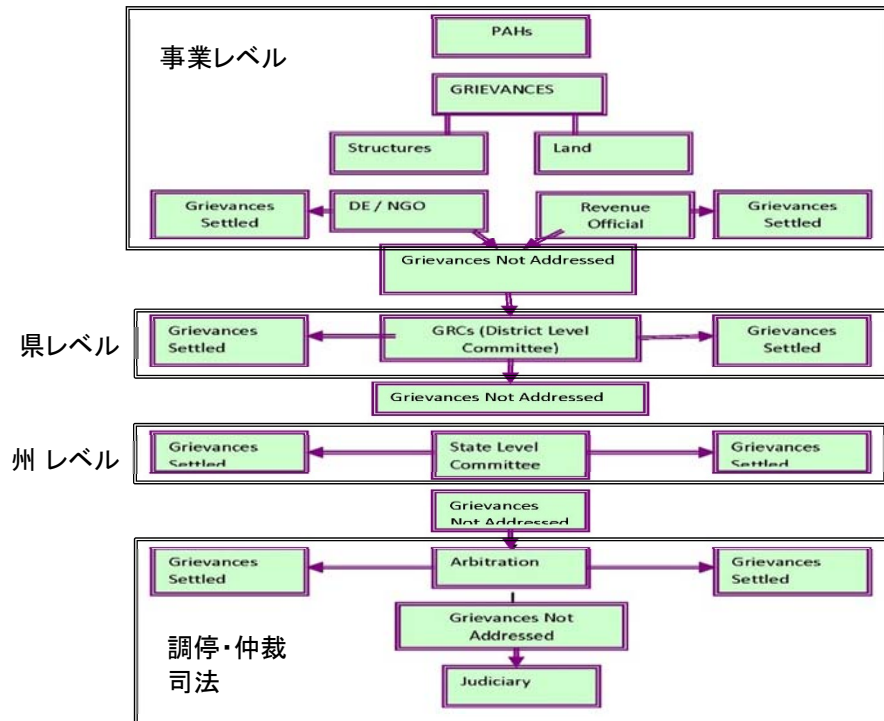 PAHs
事業レベル
GRIEVANCES
Structures
Land
Grievances
Settled
DE / NGO
Revenue
Official
Grievances
Settled
Grievances Not Addressed
県レベル
Grievances
Settled
GRCs (District Level
Committee)
Grievances
Settled
Grievances Not Addressed
州 レベル
Grievances
Settled
State Level
Committee
Grievances
Settled
Grievances
Not Addressed
Grievances
Settled
Arbitration
Grievances
Settled
Grievances Not
Addressed
調停・仲裁
司法
Judiciary